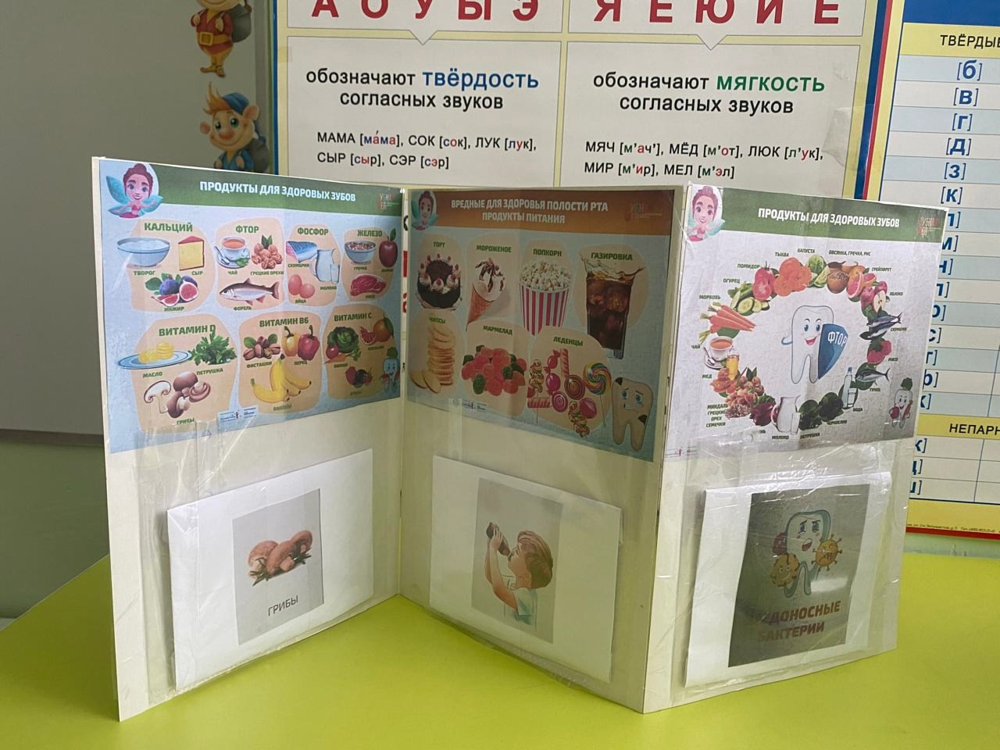 А О У Ы Э
Я Е Ё Ю И Е
обозначают твёрдость
согласных звуков
МАМА [ма́ма], СОК [сок], ЛУК [лук],
СЫР [сыр], СЭР [сэр]
обозначают мягкость
согласных звуков
МЯЧ [м'ач'], МЁД [м'от], ЛЮК [л'ук],
МИР [м'ир], МЕЛ [м'эл]
ТВЁРДЫЕ
[б]
[в]
[г]
[д]
[з]
[к]
НЕПАРН
ПРОДУКТЫ ДЛЯ ЗДОРОВЫХ ЗУБОВ
КАЛЬЦИЙ
ТВОРОГ
СЫР
ИНЖИР
ФТОР
ЧАЙ
ГРЕЦКИЕ ОРЕХИ
ФОРЕЛЬ
ФОСФОР
СКУМБРИЯ
МОЛОКО
ЯЙЦА
ЖЕЛЕЗО
ГРЕЧКА
ЯБЛОКО
МЯСО
ВИТАМИН D
МАСЛО
ПЕТРУШКА
ГРИБЫ
ВИТАМИН B6
ФИСТАШКИ
ПЕРЕЦ
БАНАНЫ
ВИТАМИН C
ГРИБЫ
ВРЕДНЫЕ ДЛЯ ЗДОРОВЬЯ ПОЛОСТИ РТА
ПРОДУКТЫ ПИТАНИЯ
ТОРТ
МОРОЖЕНОЕ
ПОПКОРН
ГАЗИРОВКА
ЧИПСЫ
МАРМЕЛАД
ЛЕДЕНЦЫ
ПРОДУКТЫ ДЛЯ ЗДОРОВЫХ ЗУБОВ
КАПУСТА
ОВСЯНКА, ГРЕЧКА, РИС
ТЫКВА
ГРЕЙПФРУТ
ПОМИДОР
ЯБЛОКО
ОГУРЕЦ
СКУМБРИЯ
МОРКОВЬ
ФТОР
ЧАЙ
МЯСО
МЕД
ТУНЕЦ
МИНДАЛЬ
ГРЕЦКИЙ
ОРЕХ
СЕМЕЧКИ
ВОДА
ЧЕРНОСЛИВ
МОЛОКО
ПЕТРУШКА
ДОНОСНЫЕ
БАКТЕРИИ